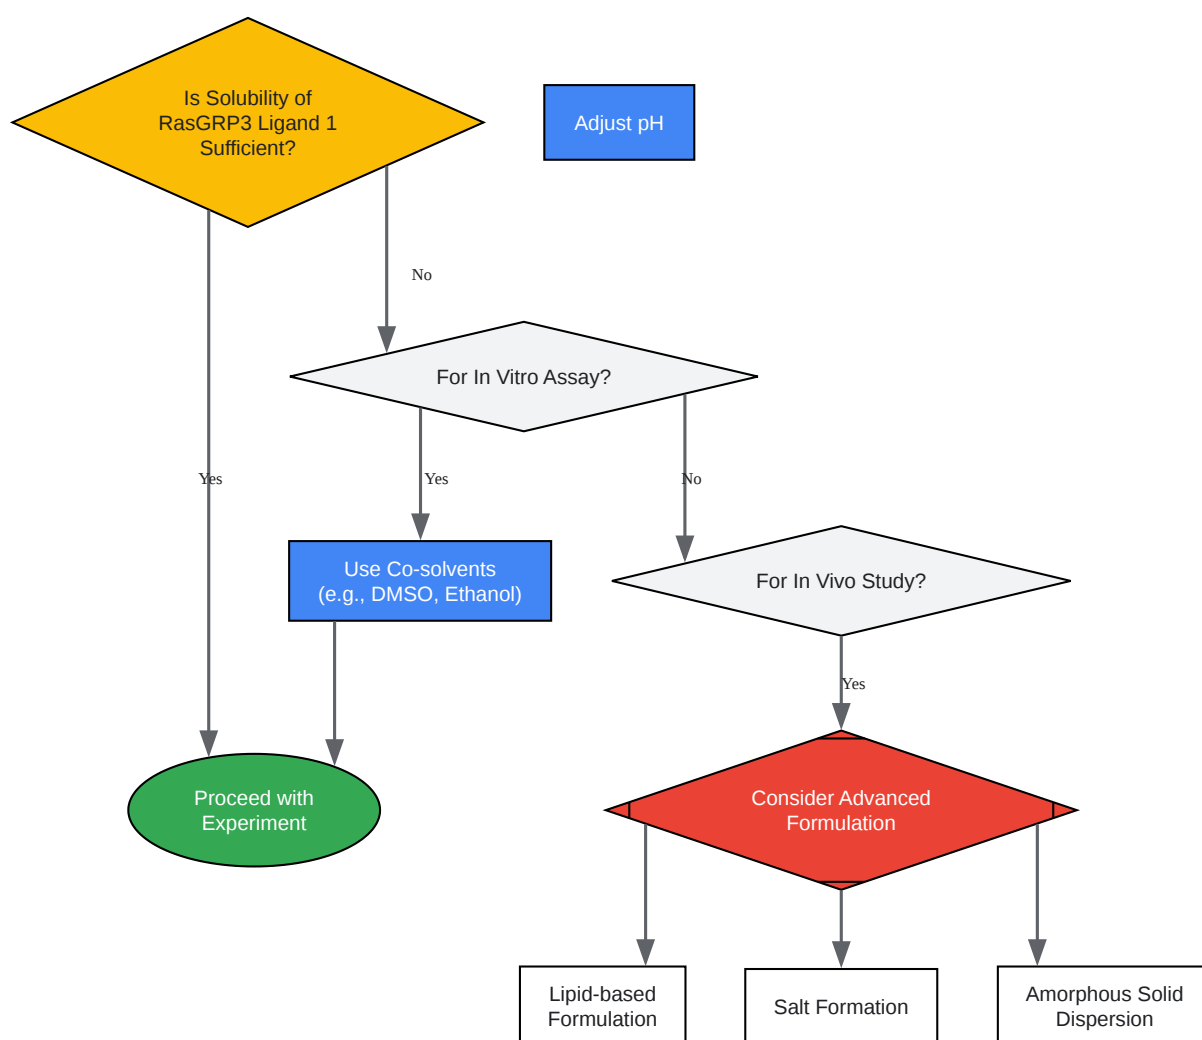 Is Solubility of
RasGRP3 Ligand 1
Sufficient?
Adjust pH
No
For In Vitro Assay?
Yes
Yes
No
Use Co-solvents
(e.g., DMSO, Ethanol)
For In Vivo Study?
Yes
Proceed with
Experiment
Consider Advanced
Formulation
Lipid-based
Formulation
Salt Formation
Amorphous Solid
Dispersion